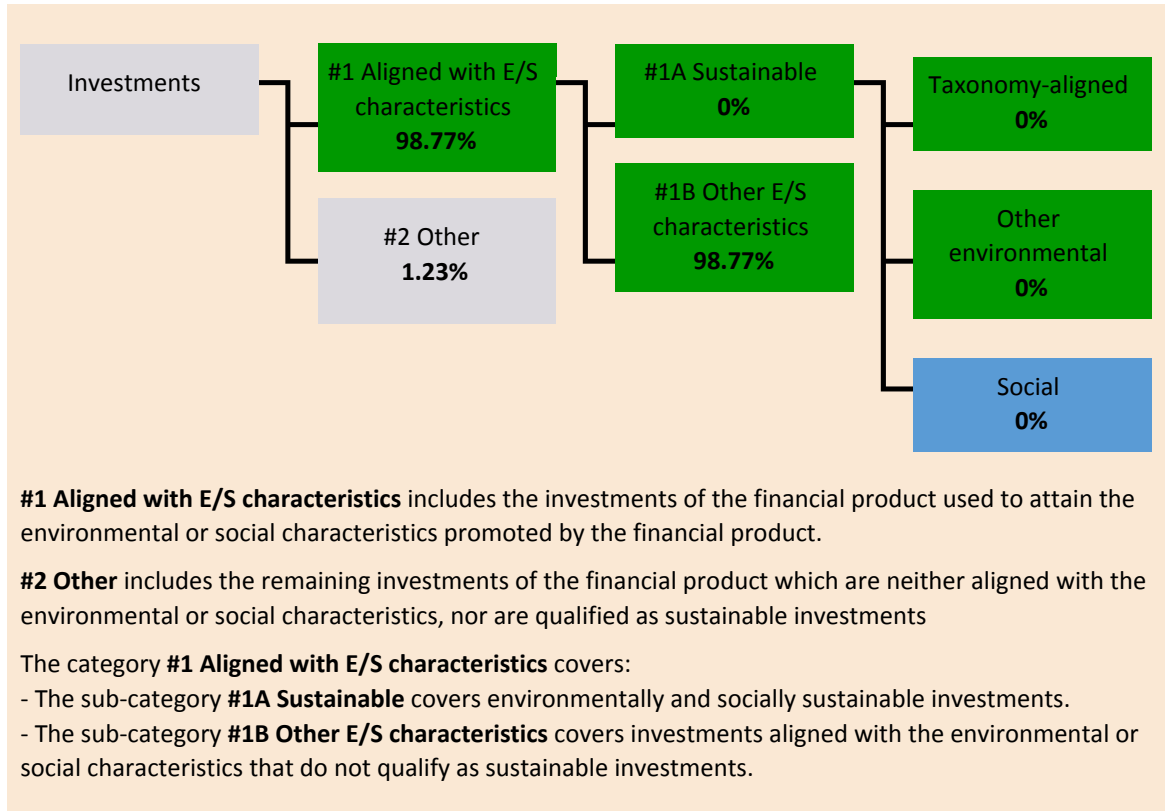 Investments
#1 Aligned with E/S
characteristics
98.77%
#2 Other
1.23%
#1A Sustainable
0%
#1B Other E/S
characteristics
98.77%
Taxonomy-aligned
0%
Other
environmental
0%
Social
0%
#1 Aligned with E/S characteristics includes the investments of the financial product used to attain the
environmental or social characteristics promoted by the financial product.
#2 Other includes the remaining investments of the financial product which are neither aligned with the
environmental or social characteristics, nor are qualified as sustainable investments
The category #1 Aligned with E/S characteristics covers:
- The sub-category #1A Sustainable covers environmentally and socially sustainable investments.
- The sub-category #1B Other E/S characteristics covers investments aligned with the environmental or
social characteristics that do not qualify as sustainable investments.